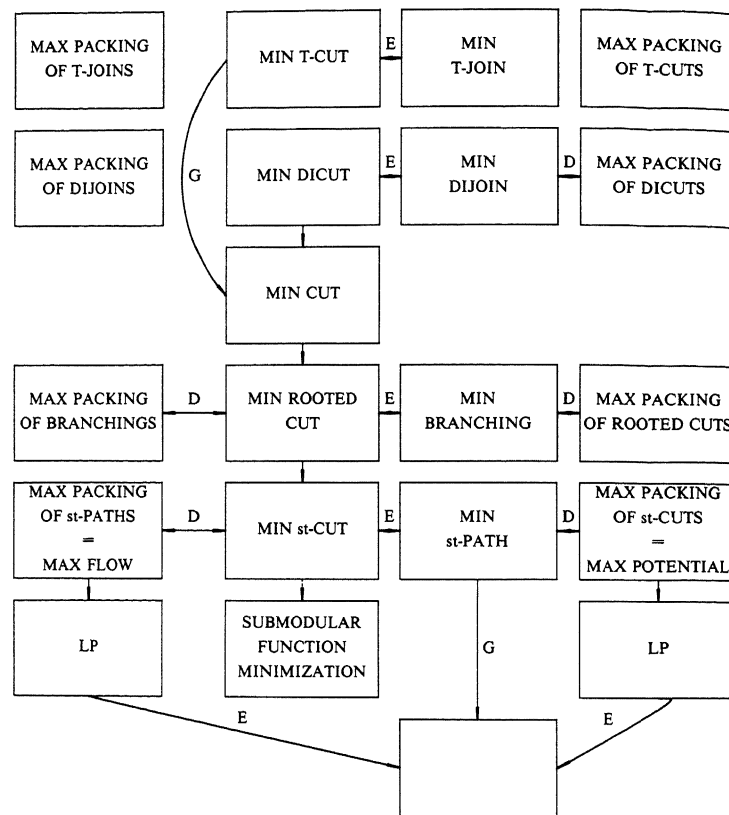 MAX PACKING
OF T-JOINS
MIN T-CUT
E
MIN
T-JOIN
MAX PACKING
OF T-CUTS
MAX PACKING
OF DIJOINS
G
MIN DICUT
E
MIN
DIJOIN
D
MAX PACKING
OF DICUTS
MIN CUT
MAX PACKING
OF BRANCHINGS
D
MIN ROOTED
CUT
E
MIN
BRANCHING
D
MAX PACKING
OF ROOTED CUTS
MAX PACKING
OF st-PATHS
=
MAX FLOW
D
MIN st-CUT
E
MIN
st-PATH
D
MAX PACKING
OF st-CUTS
=
MAX POTENTIAL
LP
SUBMODULAR
FUNCTION
MINIMIZATION
G
LP
E
E